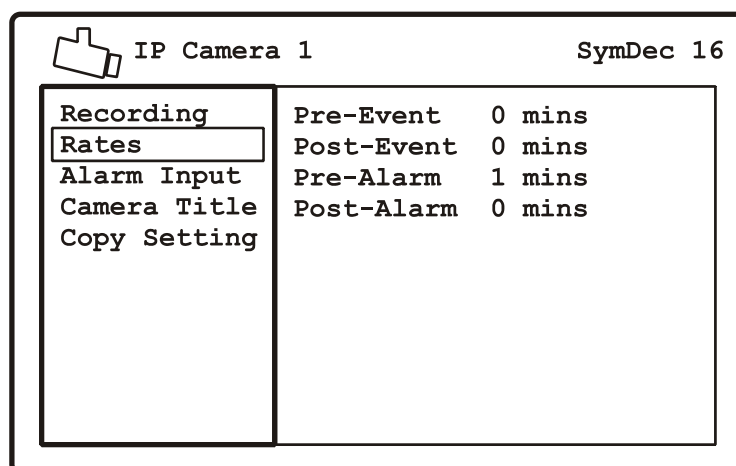 IP Camera 1 SymDec 16
Recording
Rates
Alarm Input
Camera Title
Copy Setting
Pre-Event 0 mins
Post-Event 0 mins
Pre-Alarm 1 mins
Post-Alarm 0 mins